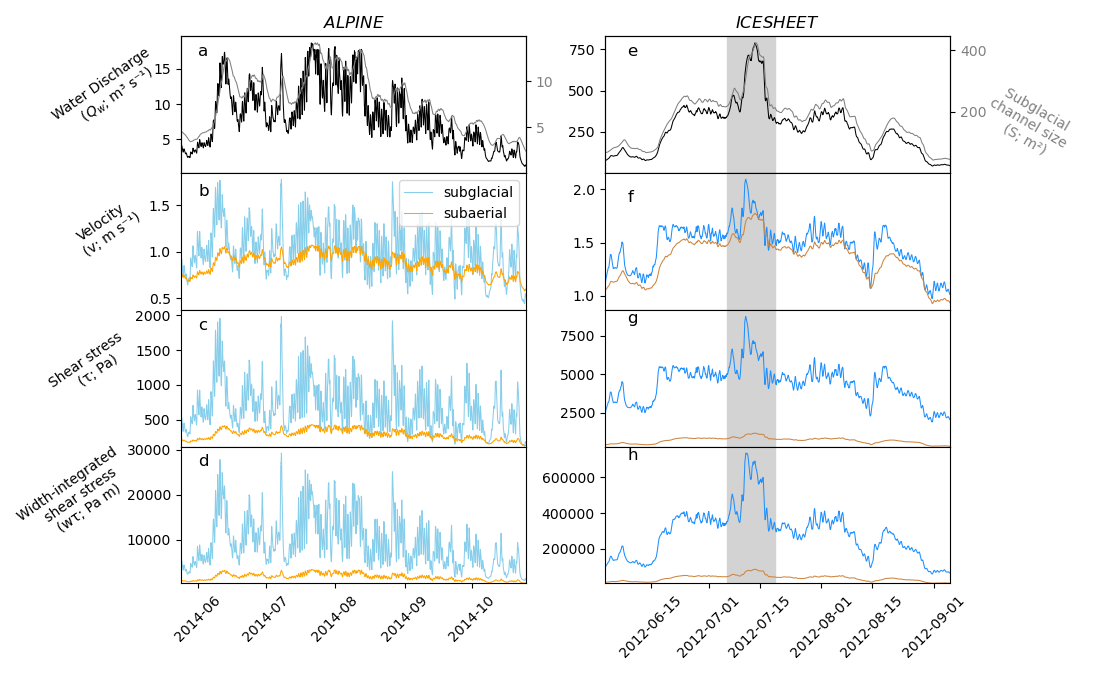 ALPINE
ICESHEET
Water Discharge
(Qw; m³ s⁻¹)
a
15
10
5
10
5
e
750
500
250
400
200
Subglacial
channel size
(S; m²)
Velocity
(v; m s⁻¹)
b
1.5
1.0
0.5
subglacial
subaerial
f
2.0
1.5
1.0
Shear stress
(τ; Pa)
c
2000
1500
1000
500
g
7500
5000
2500
Width-integrated
shear stress
(wτ; Pa m)
d
30000
20000
10000
h
600000
400000
200000
2014-06
2014-07
2014-08
2014-09
2014-10
2012-06-15
2012-07-01
2012-07-15
2012-08-01
2012-08-15
2012-09-01